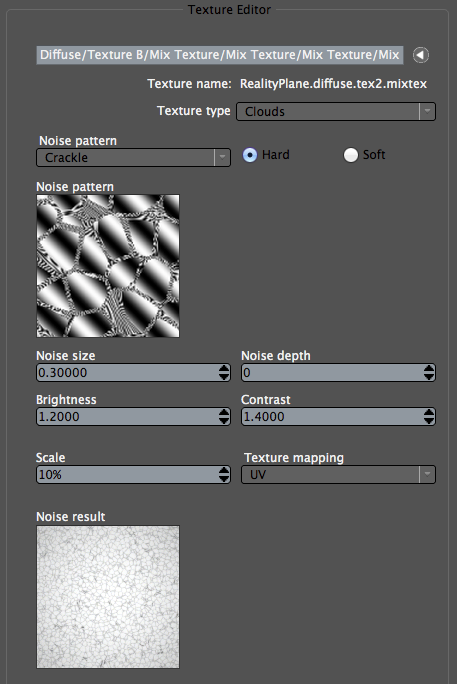 Texture Editor
Diffuse/Texture B/Mix Texture/Mix Texture/Mix Texture/Mix
Texture name: RealityPlane.diffuse.tex2.mixtex
Texture type Clouds
Noise pattern
Crackle Hard Soft
Noise pattern
Noise size Noise depth
0.30000 0
Brightness Contrast
1.2000 1.4000
Scale Texture mapping
10% UV
Noise result